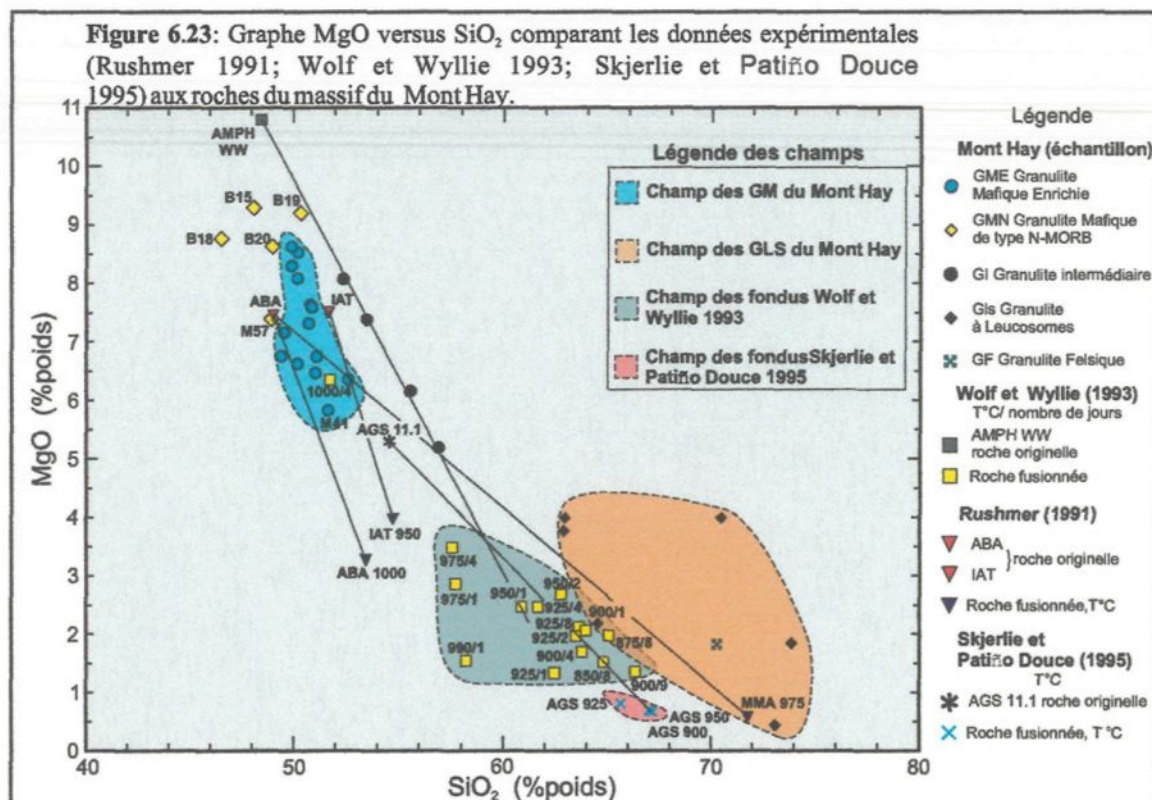 Figure 6.23: Graphe MgO versus SiO₂ comparant les données expérimentales
(Rushmer 1991; Wolf et Wyllie 1993; Skjerlie et Patiño Douce
1995) aux roches du massif du Mont Hay.
11
10
9
8
7
6
5
4
3
2
1
0
MgO (%poids)
40
50
60
70
80
SiO₂ (%poids)
AMPH
WW
B15
B19
B18
B20
ABA
IAT
M57
1000/4
M41
AGS 11.1
IAT 950
ABA 1000
975/4
975/1
950/1
950/2
925/4
900/1
925/8
925/2
875/8
990/1
900/4
925/1
850/8
900/9
AGS 925
AGS 950
AGS 900
MMA 975
Légende des champs
Champ des GM du Mont Hay
Champ des GLS du Mont Hay
Champ des fondus Wolf et
Wyllie 1993
Champ des fondusSkjerlie et
Patiño Douce 1995
Légende
Mont Hay (échantillon)
GME Granulite
Mafique Enrichie
GMN Granulite Mafique
de type N-MORB
GI Granulite intermédiaire
Gls Granulite
à Leucosomes
GF Granulite Felsique
Wolf et Wyllie (1993)
T°C/ nombre de jours
AMPH WW
roche originelle
Roche fusionnée
Rushmer (1991)
ABA
}roche originelle
IAT
Roche fusionnée,T°C
Skjerlie et
Patiño Douce (1995)
T°C
AGS 11.1 roche originelle
Roche fusionnée, T°C